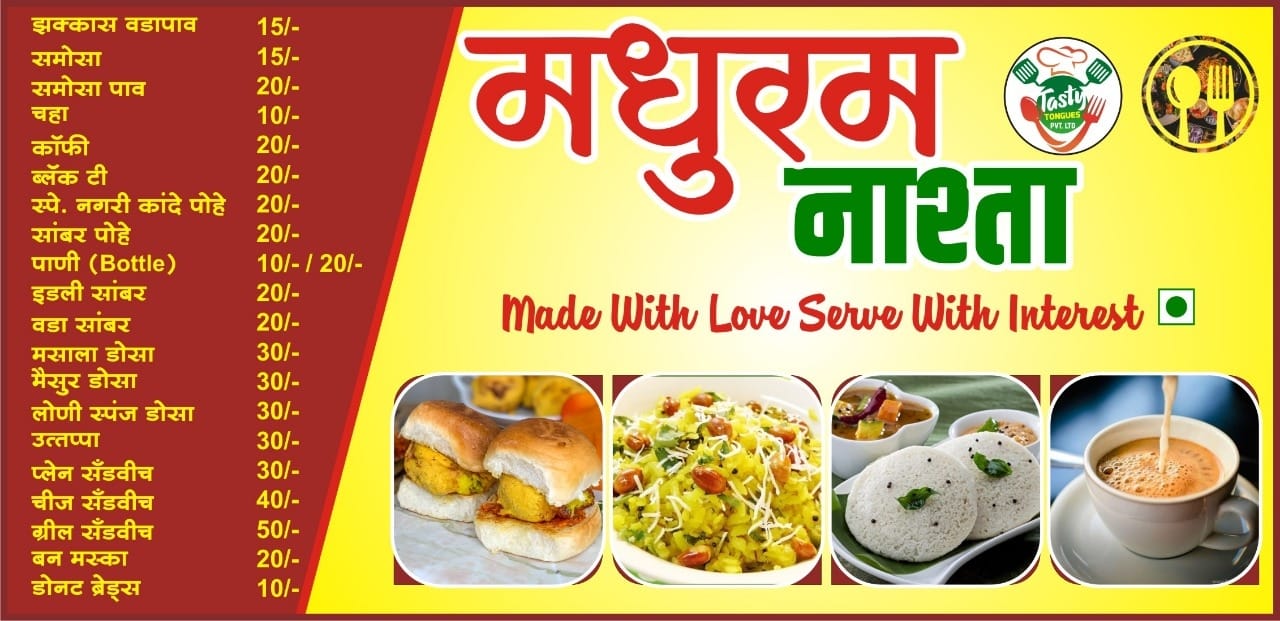 झक्कास वडापाव 15/-
समोसा 15/-
समोसा पाव 20/-
चहा 10/-
कॉफी 20/-
ब्लॅक टी 20/-
स्पे. नगरी कांदे पोहे 20/-
सांबर पोहे 20/-
पाणी (Bottle) 10/- / 20/-
इडली सांबर 20/-
वडा सांबर 20/-
मसाला डोसा 30/-
मैसुर डोसा 30/-
लोणी स्पंज डोसा 30/-
उत्तप्पा 30/-
प्लेन सँडवीच 30/-
चीज सँडवीच 40/-
ग्रील सँडवीच 50/-
बन मस्का 20/-
डोनट ब्रेड्स 10/-
मधुरम
नाश्ता
Tasty
TONGUES
PVT. LTD
Made With Love Serve With Interest